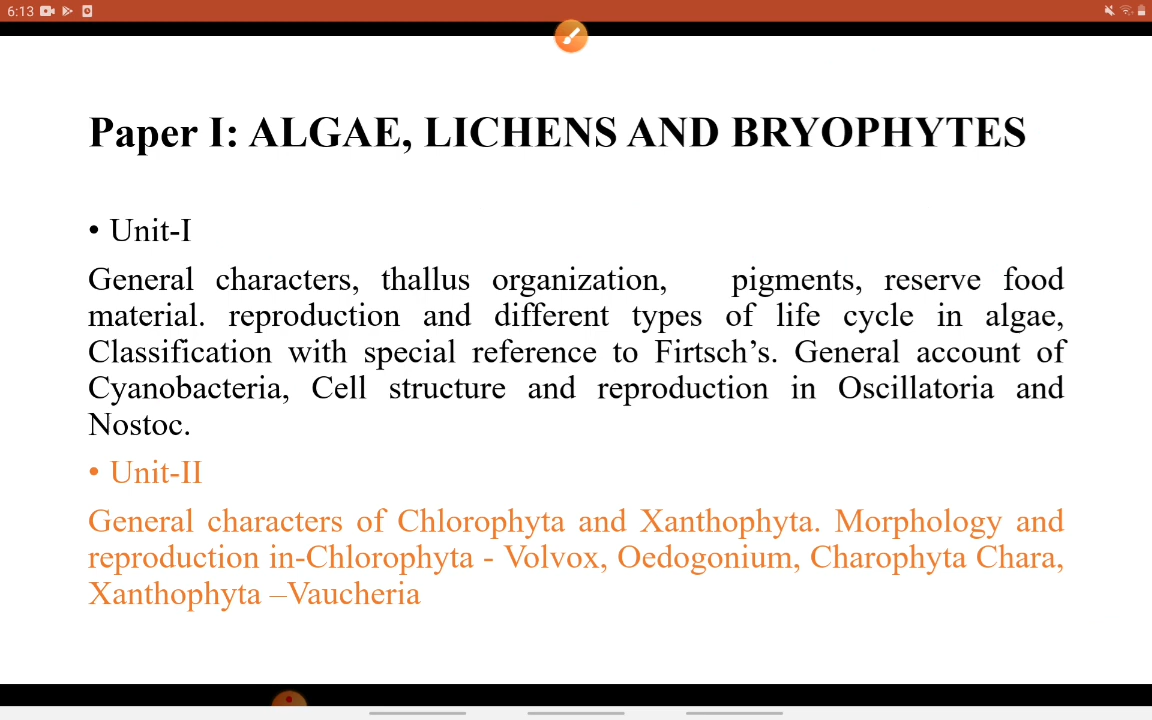 6:13
Paper I: ALGAE, LICHENS AND BRYOPHYTES
• Unit-I
General characters, thallus organization, pigments, reserve food
material. reproduction and different types of life cycle in algae,
Classification with special reference to Firtsch’s. General account of
Cyanobacteria, Cell structure and reproduction in Oscillatoria and
Nostoc.
• Unit-II
General characters of Chlorophyta and Xanthophyta. Morphology and
reproduction in-Chlorophyta - Volvox, Oedogonium, Charophyta Chara,
Xanthophyta –Vaucheria